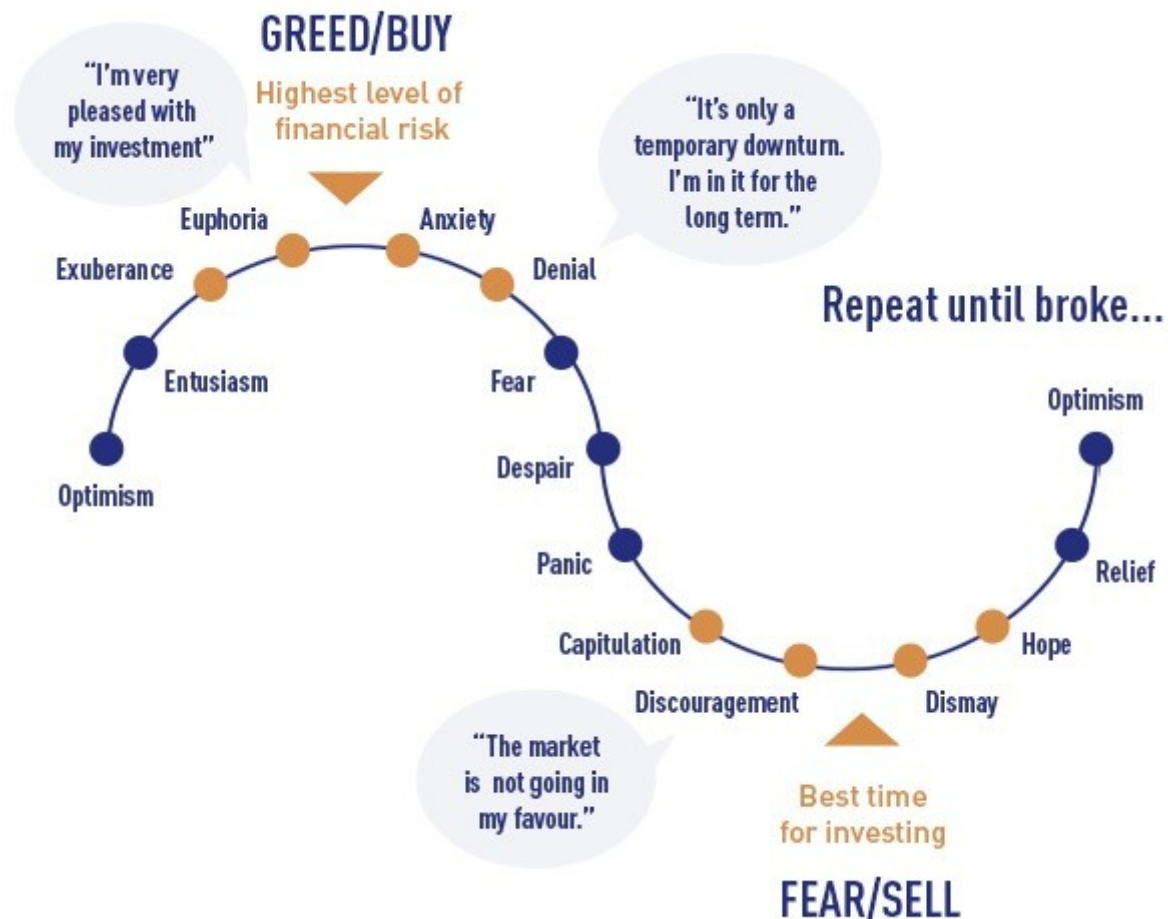 GREED/BUY
Highest level of
financial risk
“I’m very
pleased with
my investment”
“It’s only a
temporary downturn.
I’m in it for the
long term.”
Euphoria
Anxiety
Exuberance
Denial
Repeat until broke...
Entusiasm
Fear
Optimism
Optimism
Despair
Panic
Relief
Capitulation
Hope
Discouragement
Dismay
“The market
is not going in
my favour.”
Best time
for investing
FEAR/SELL